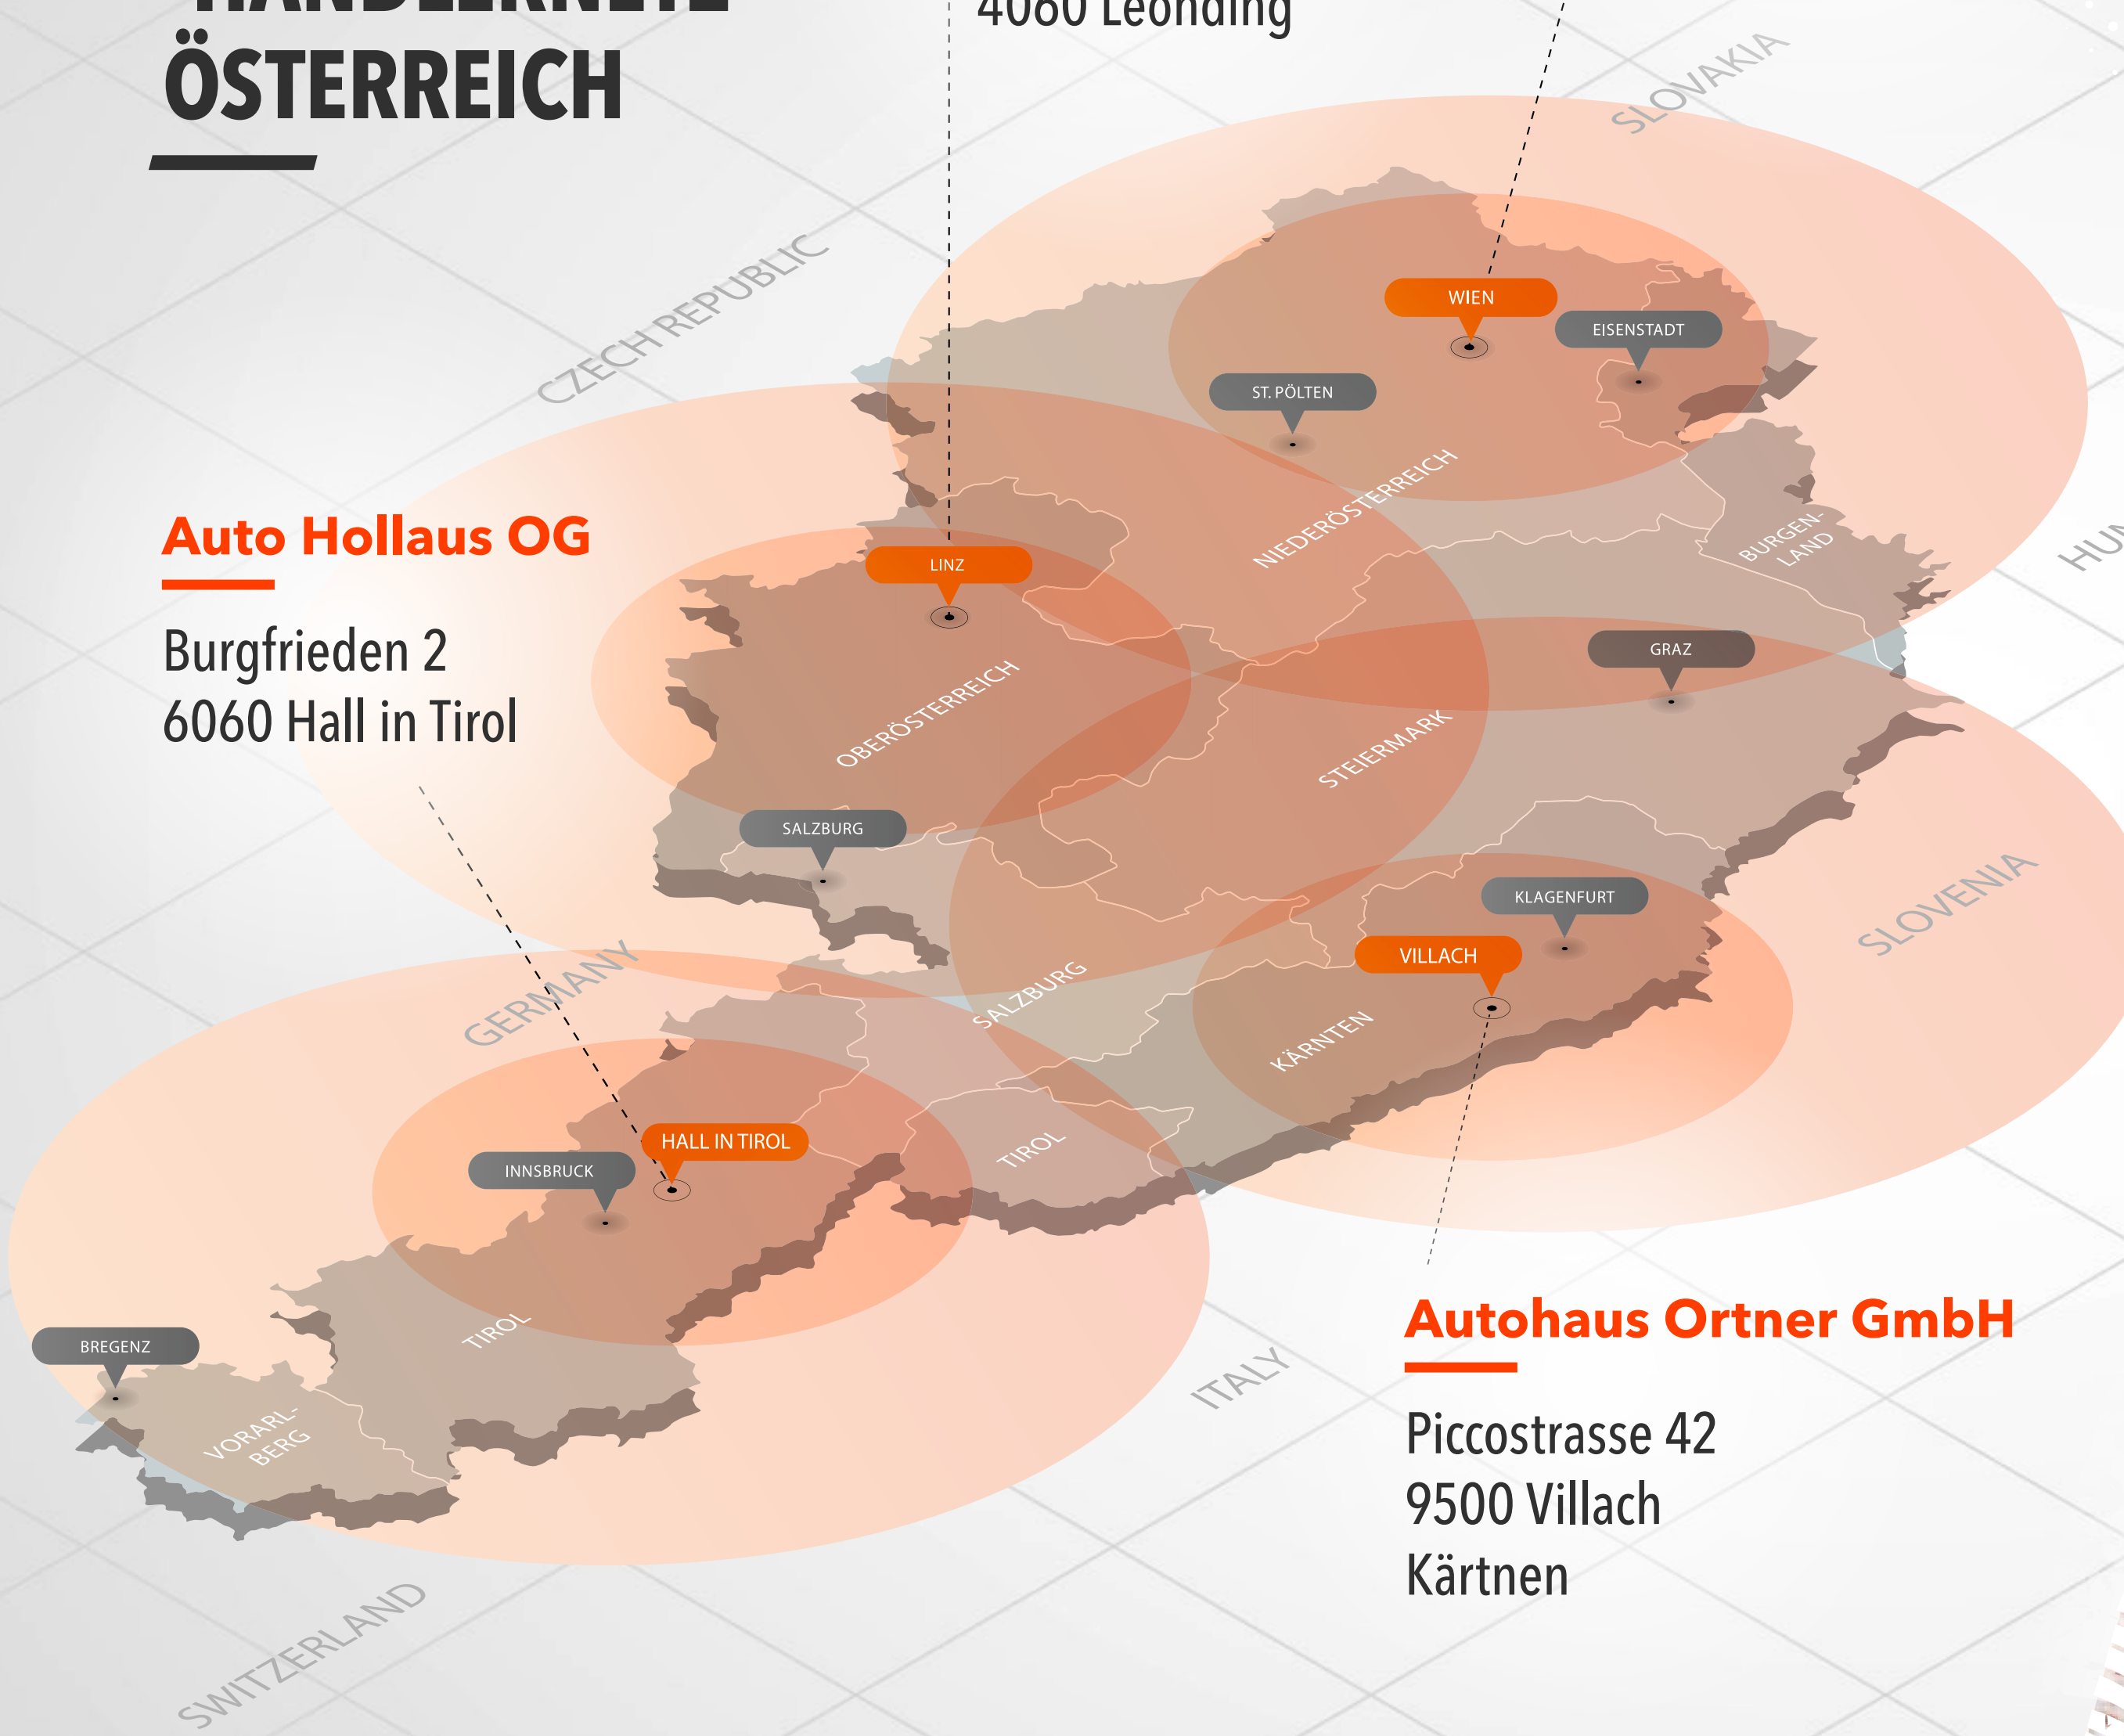 ÖSTERREICH
4060 Leonding
SLOVAKIA
CZECH REPUBLIC
WIEN
EISENSTADT
ST. PÖLTEN
NIEDERÖSTERREICH
BURGEN-
LAND
Auto Hollaus OG
Burgfrieden 2
6060 Hall in Tirol
LINZ
GRAZ
OBERÖSTERREICH
STEIERMARK
SALZBURG
KLAGENFURT
SLOVENIA
VILLACH
GERMANY
SALZBURG
KÄRNTEN
HALL IN TIROL
TIROL
INNSBRUCK
TIROL
BREGENZ
VORARL-
BERG
ITALY
Autohaus Ortner GmbH
Piccostrasse 42
9500 Villach
Kärtnen
SWITZERLAND